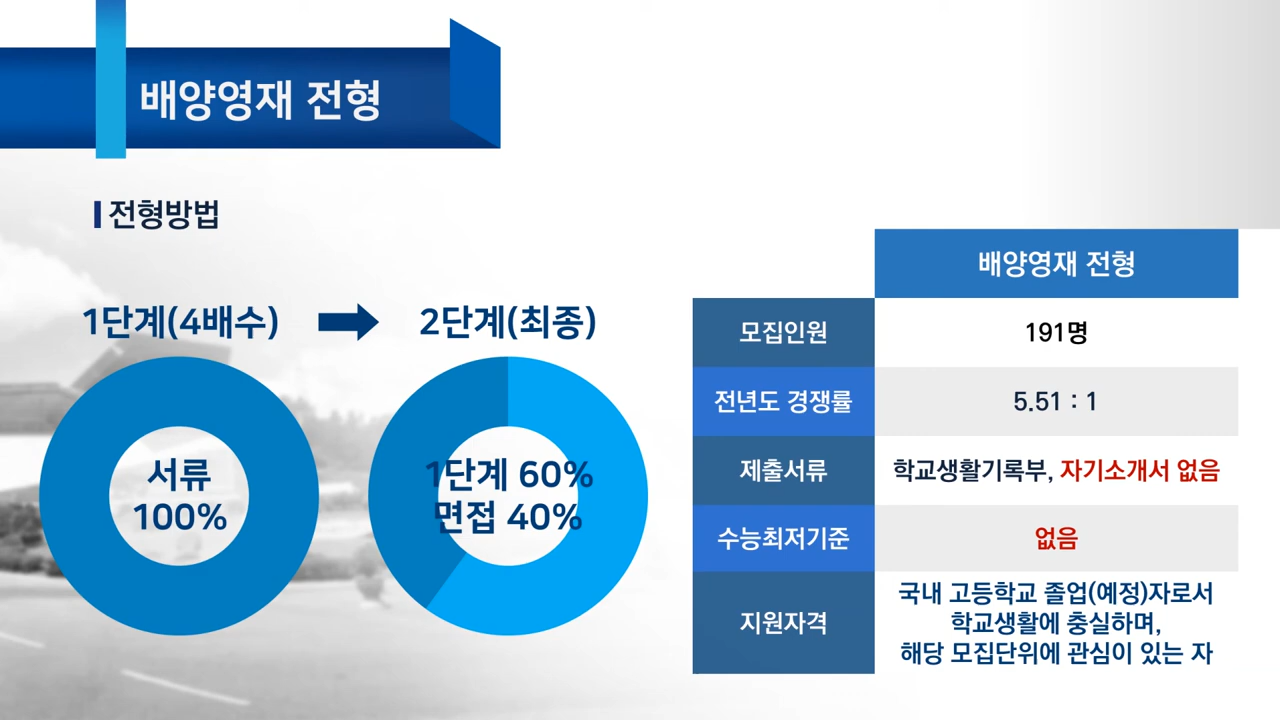 배양영재 전형
전형방법
1단계(4배수)
2단계(최종)
서류
100%
1단계 60%
면접 40%
배양영재 전형
모집인원
191명
전년도 경쟁률
5.51 : 1
제출서류
학교생활기록부, 자기소개서 없음
수능최저기준
없음
지원자격
국내 고등학교 졸업(예정)자로서
학교생활에 충실하며,
해당 모집단위에 관심이 있는 자